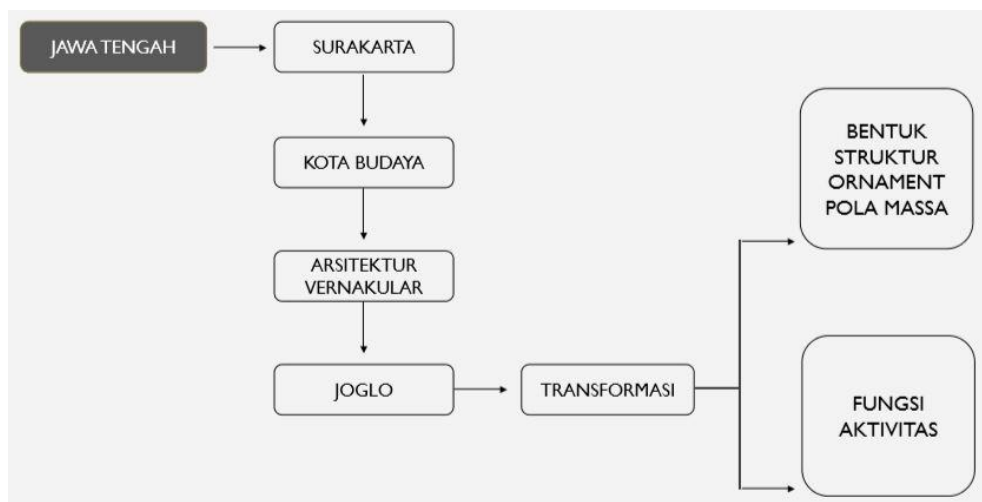 JAWA TENGAH
SURAKARTA
KOTA BUDAYA
ARSITEKTUR
VERNAKULAR
JOGLO
TRANSFORMASI
BENTUK
STRUKTUR
ORNAMENT
POLA MASSA
FUNGSI
AKTIVITAS